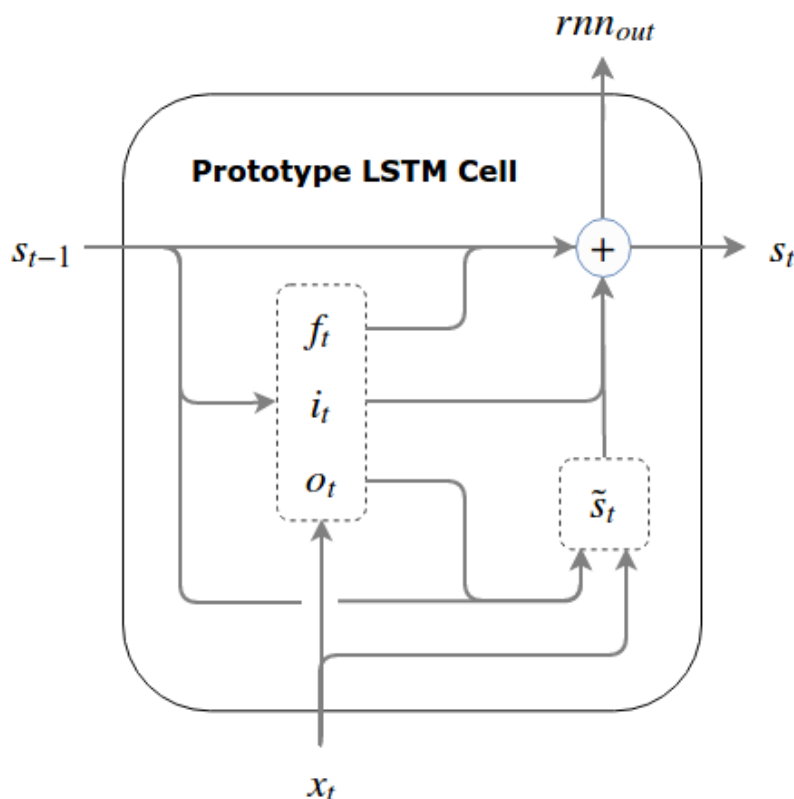 rnn_out
Prototype LSTM Cell
s_{t−1}
+
s_t
f_t
i_t
o_t
s̃_t
x_t